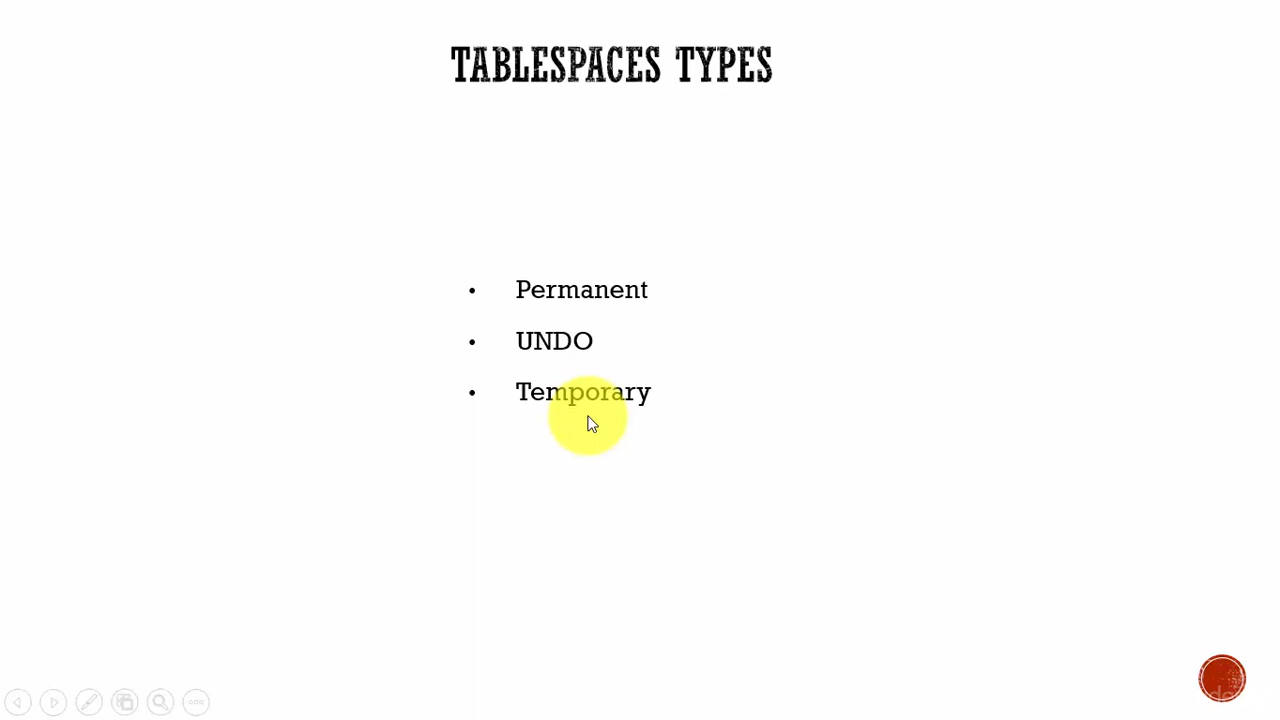 TABLESPACES TYPES
• Permanent
• UNDO
• Temporary